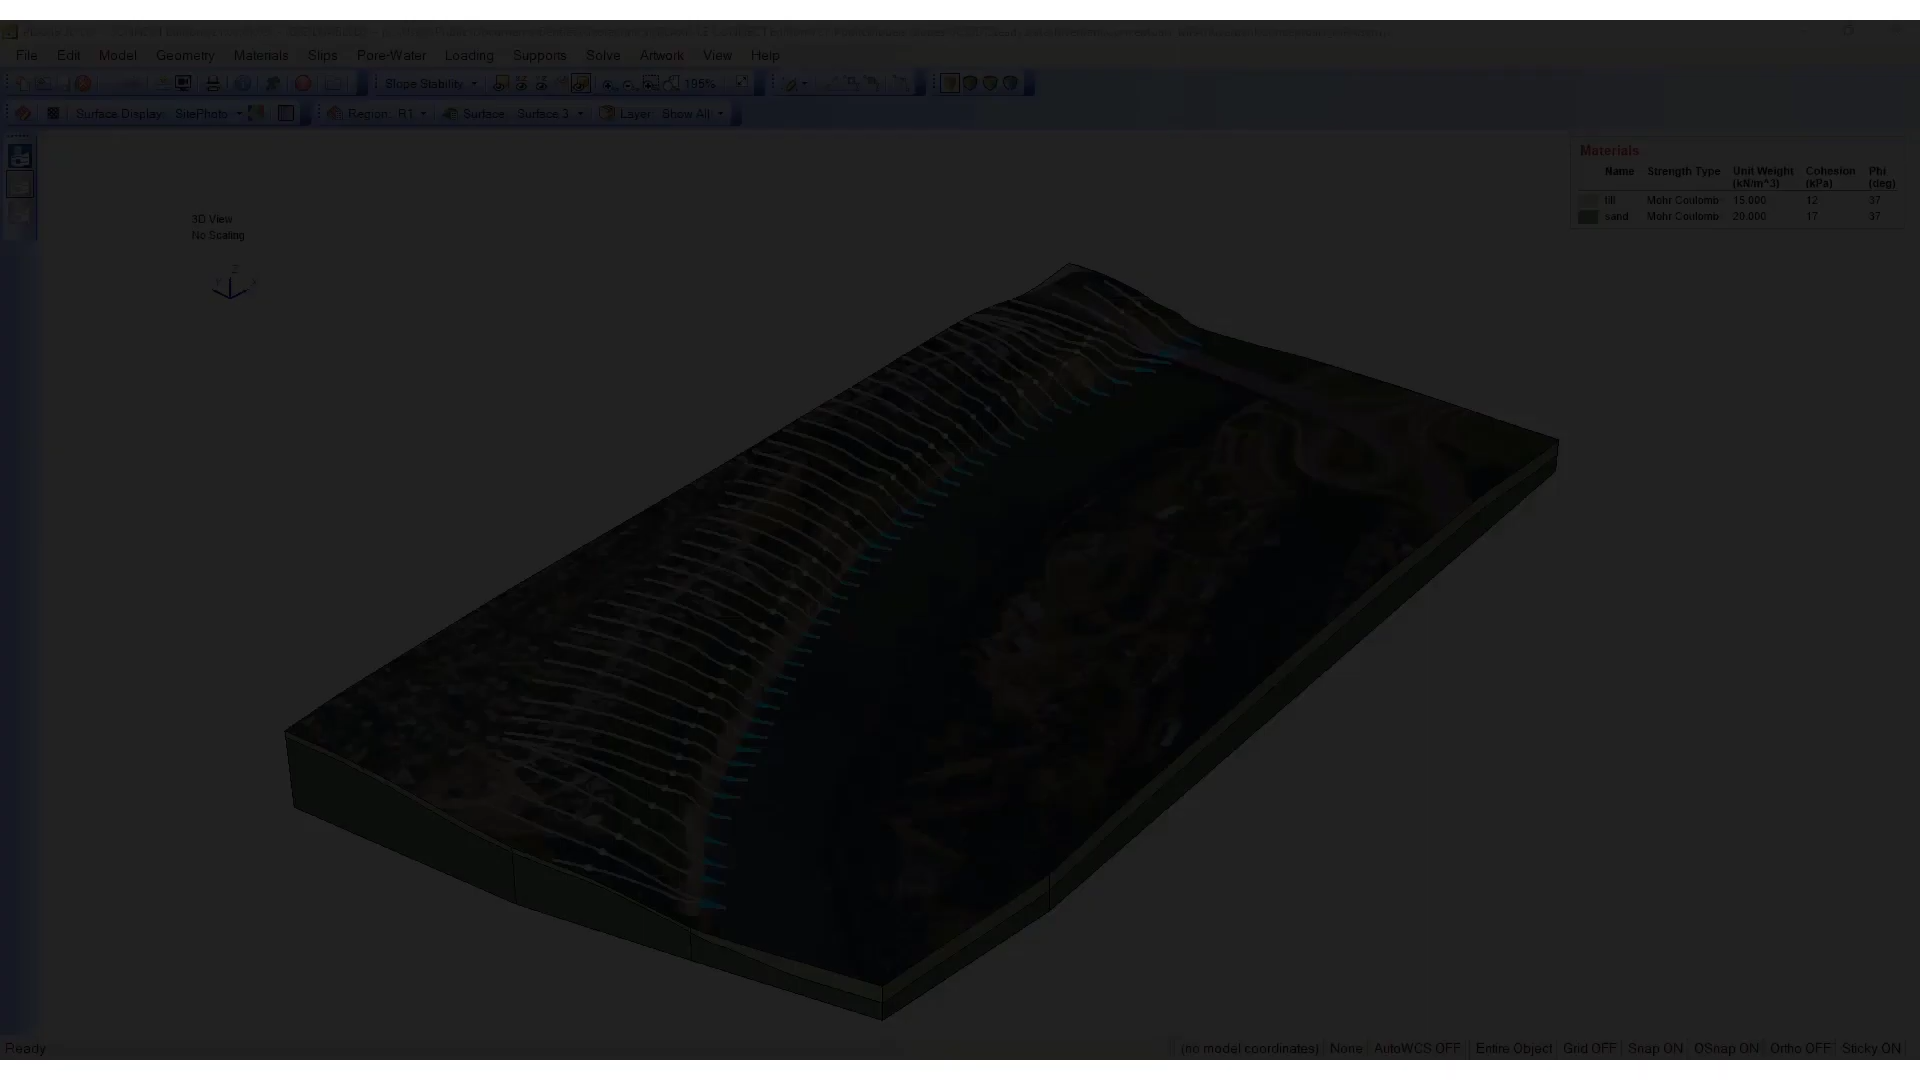 File Edit Model Geometry Materials Slips Pore-Water Loading Supports Solve Artwork View Help
Slope Stability 195%
Surface Display: SitePhoto Region: R1 Surface: Surface 3 Layer: Show All
Materials
Name Strength Type Unit Weight (kN/m^3) Cohesion (kPa) Phi (deg)
till Mohr Coulomb 15.000 12 37
sand Mohr Coulomb 20.000 17 37
3D View
No Scaling
Z
Ready (no model coordinates) None AutoWCS OFF Entire Object Grid OFF Snap ON OSnap ON Ortho OFF Sticky ON